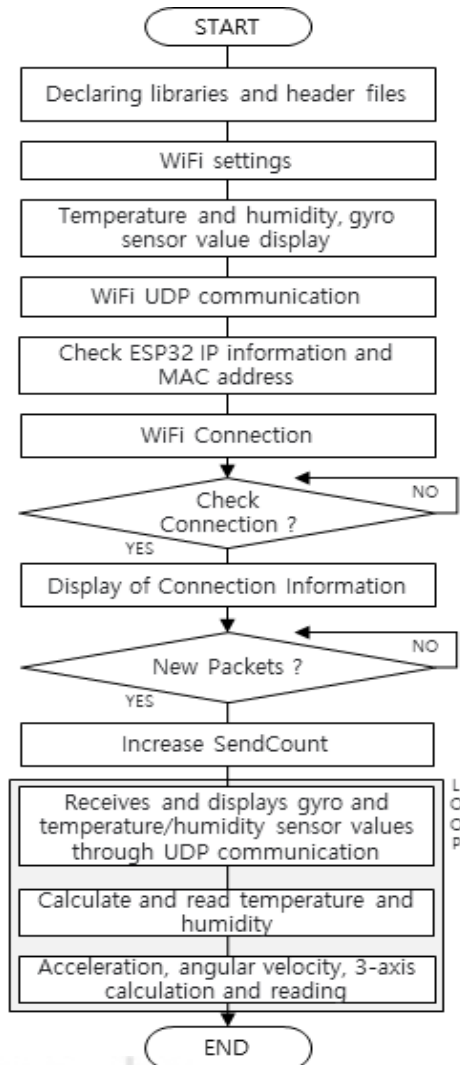 START
Declaring libraries and header files
WiFi settings
Temperature and humidity, gyro
sensor value display
WiFi UDP communication
Check ESP32 IP information and
MAC address
WiFi Connection
NO
Check
Connection ?
YES
Display of Connection Information
NO
New Packets ?
YES
Increase SendCount
LOOP
Receives and displays gyro and
temperature/humidity sensor values
through UDP communication
Calculate and read temperature and
humidity
Acceleration, angular velocity, 3-axis
calculation and reading
END